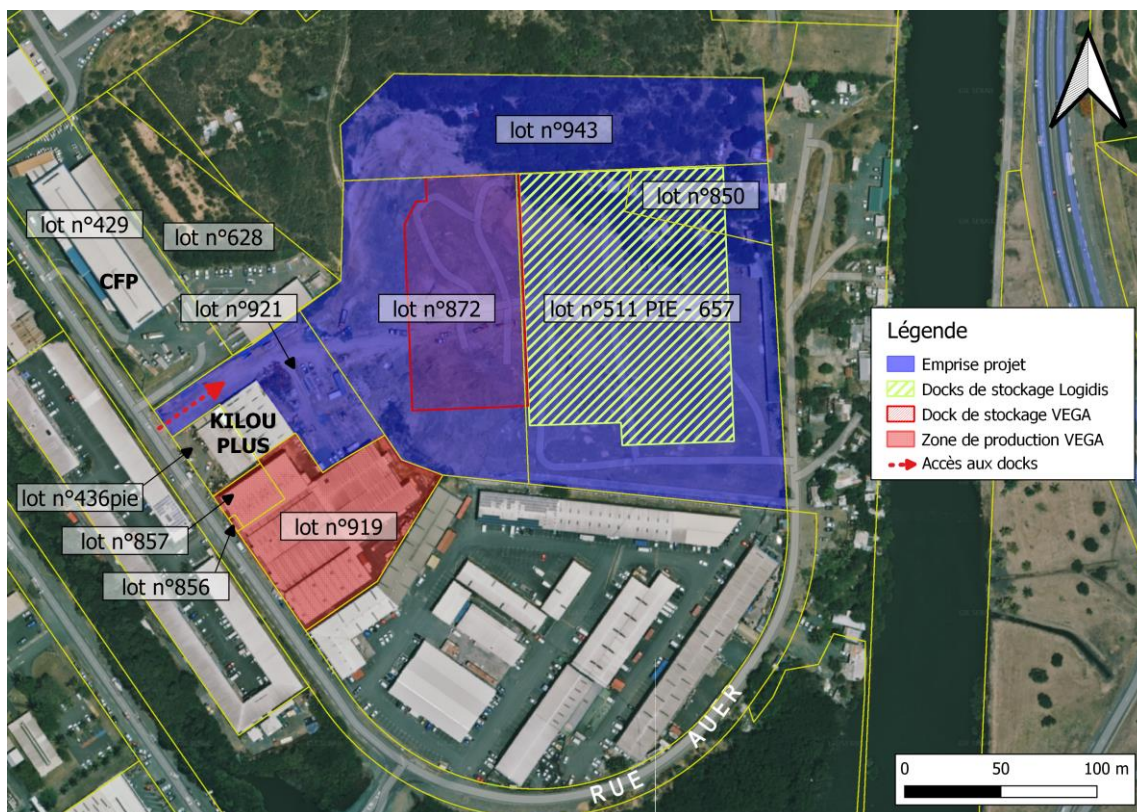 lot n°943
lot n°850
lot n°429
lot n°628
CFP
lot n°921
lot n°872
lot n°511 PIE - 657
KILOU
PLUS
lot n°436pie
lot n°857
lot n°919
lot n°856
Légende
Emprise projet
Docks de stockage Logidis
Dock de stockage VEGA
Zone de production VEGA
Accès aux docks
RUE AUER
0 50 100 m